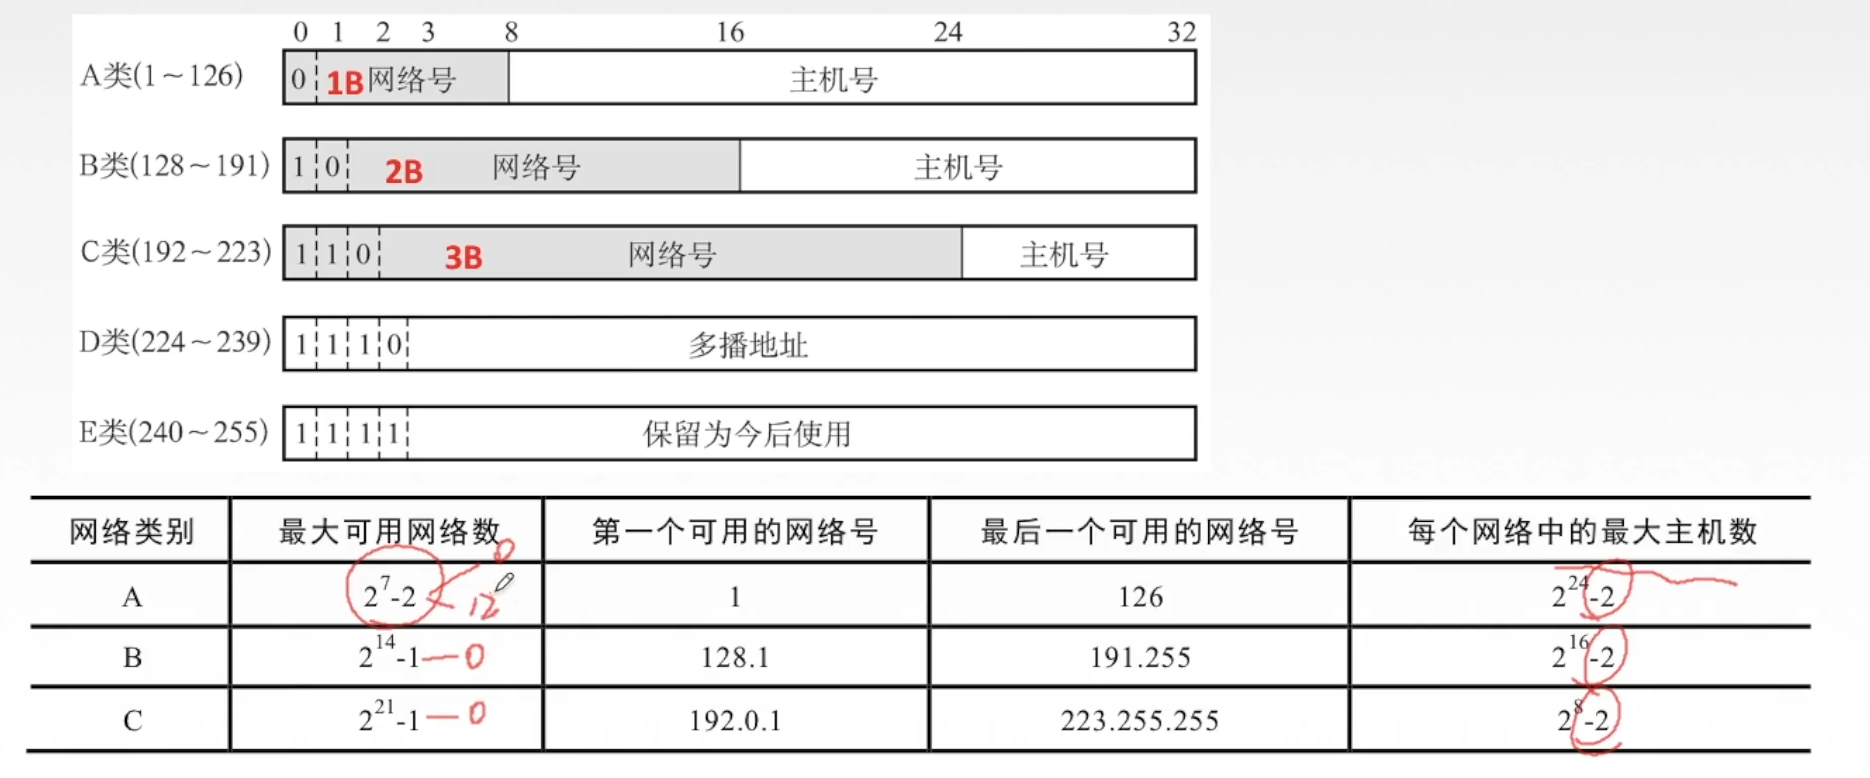 0 1 2 3 8 16 24 32
A类(1～126) 0 1B 网络号 主机号
B类(128～191) 1 0 2B 网络号 主机号
C类(192～223) 1 1 0 3B 网络号 主机号
D类(224～239) 1 1 1 0 多播地址
E类(240～255) 1 1 1 1 保留为今后使用
网络类别 最大可用网络数 第一个可用的网络号 最后一个可用的网络号 每个网络中的最大主机数
0
A 2^7-2 12 1 126 2^24-2
B 2^14-1 — 0 128.1 191.255 2^16-2
C 2^21-1 — 0 192.0.1 223.255.255 2^8-2